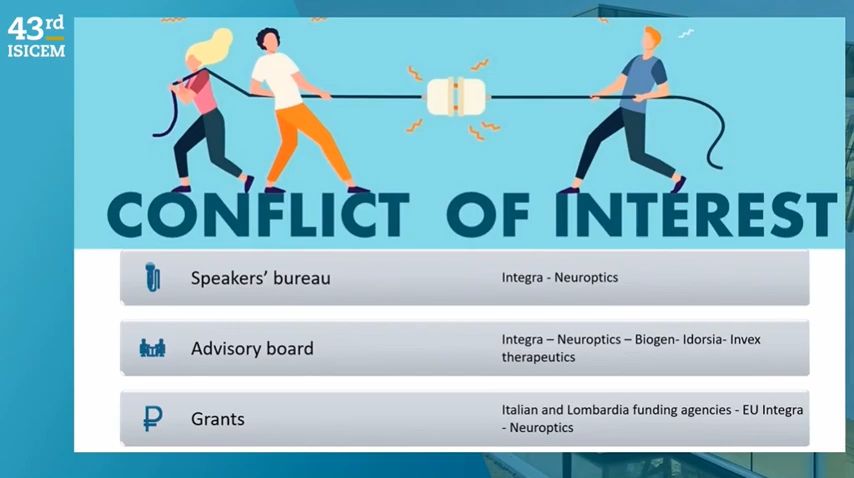 43rd
ISICEM
CONFLICT OF INTEREST
Speakers’ bureau
Integra - Neuroptics
Advisory board
Integra – Neuroptics – Biogen- Idorsia- Invex
therapeutics
Grants
Italian and Lombardia funding agencies - EU Integra
- Neuroptics